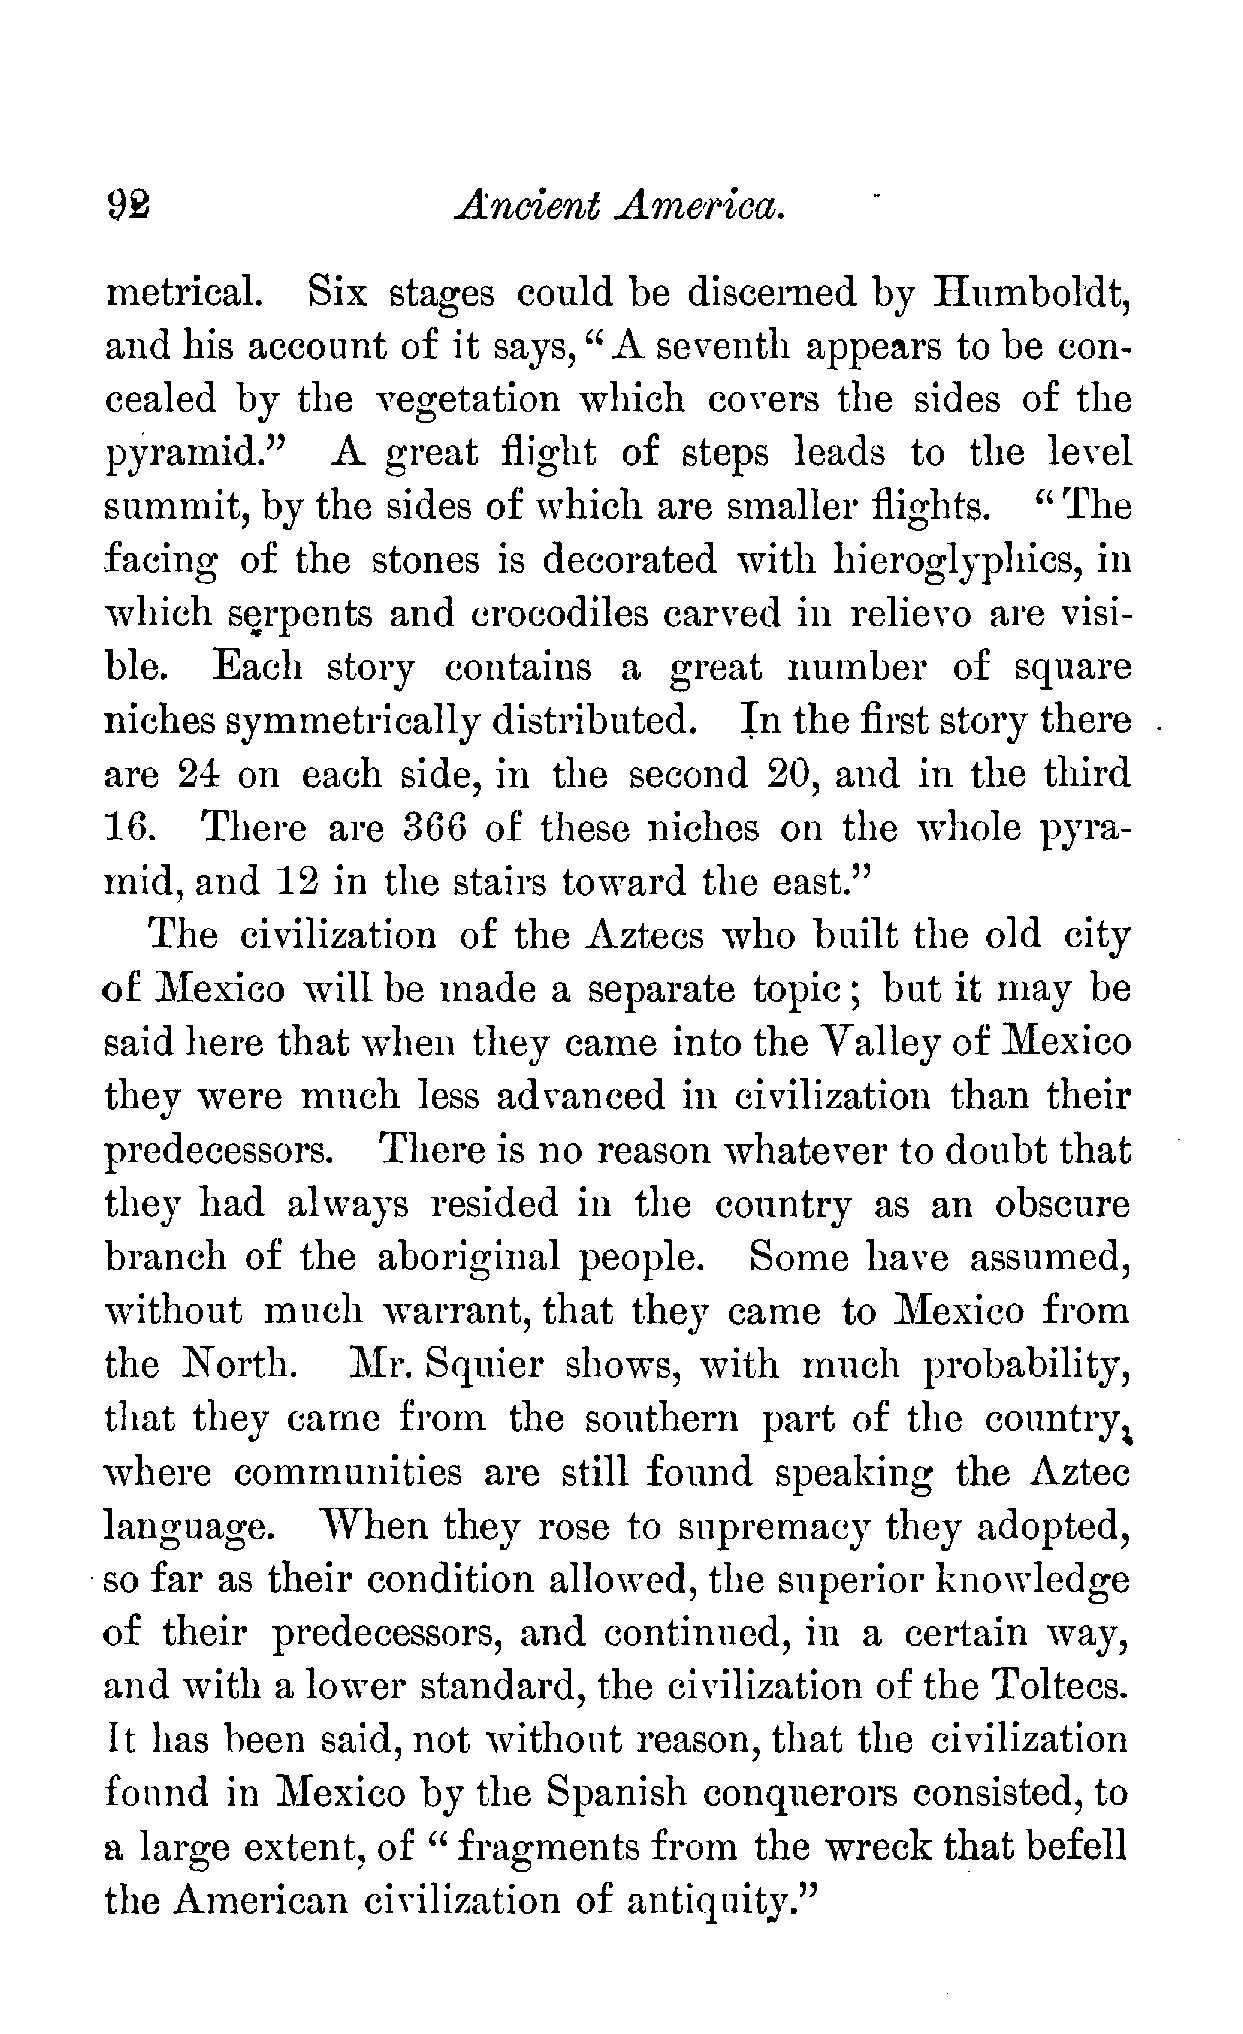 92 Ancient America.
metrical. Six stages could be discerned by Humboldt,
and his account of it says, “A seventh appears to be con-
cealed by the vegetation which covers the sides of the
pyramid.” A great flight of steps leads to the level
summit, by the sides of which are smaller flights. “The
facing of the stones is decorated with hieroglyphics, in
which serpents and crocodiles carved in relievo are visi-
ble. Each story contains a great number of square
niches symmetrically distributed. In the first story there
are 24 on each side, in the second 20, and in the third
16. There are 366 of these niches on the whole pyra-
mid, and 12 in the stairs toward the east.”
The civilization of the Aztecs who built the old city
of Mexico will be made a separate topic; but it may be
said here that when they came into the Valley of Mexico
they were much less advanced in civilization than their
predecessors. There is no reason whatever to doubt that
they had always resided in the country as an obscure
branch of the aboriginal people. Some have assumed,
without much warrant, that they came to Mexico from
the North. Mr. Squier shows, with much probability,
that they came from the southern part of the country,
where communities are still found speaking the Aztec
language. When they rose to supremacy they adopted,
so far as their condition allowed, the superior knowledge
of their predecessors, and continued, in a certain way,
and with a lower standard, the civilization of the Toltecs.
It has been said, not without reason, that the civilization
found in Mexico by the Spanish conquerors consisted, to
a large extent, of “fragments from the wreck that befell
the American civilization of antiquity.”